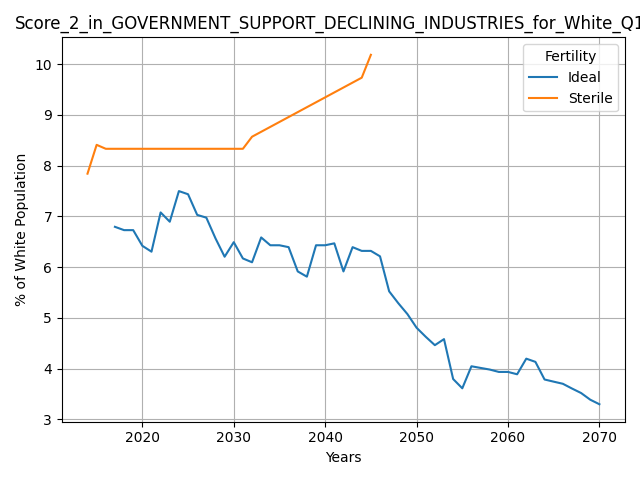 Score_2_in_GOVERNMENT_SUPPORT_DECLINING_INDUSTRIES_for_White_Q1
Fertility
Ideal
Sterile
10
9
8
7
6
5
4
3
% of White Population
2020 2030 2040 2050 2060 2070
Years